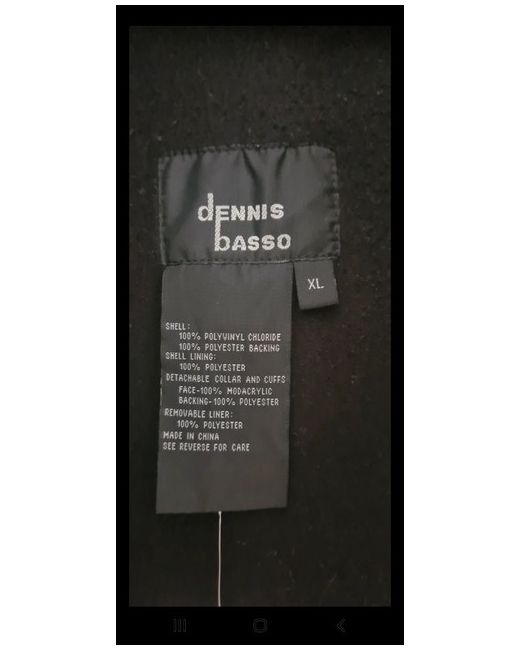 dENNIS
bASSO
XL
SHELL:
100% POLYVINYL CHLORIDE
100% POLYESTER BACKING
SHELL LINING:
100% POLYESTER
DETACHABLE COLLAR AND CUFFS
FACE-100% MODACRYLIC
BACKING-100% POLYESTER
REMOVABLE LINER:
100% POLYESTER
MADE IN CHINA
SEE REVERSE FOR CARE